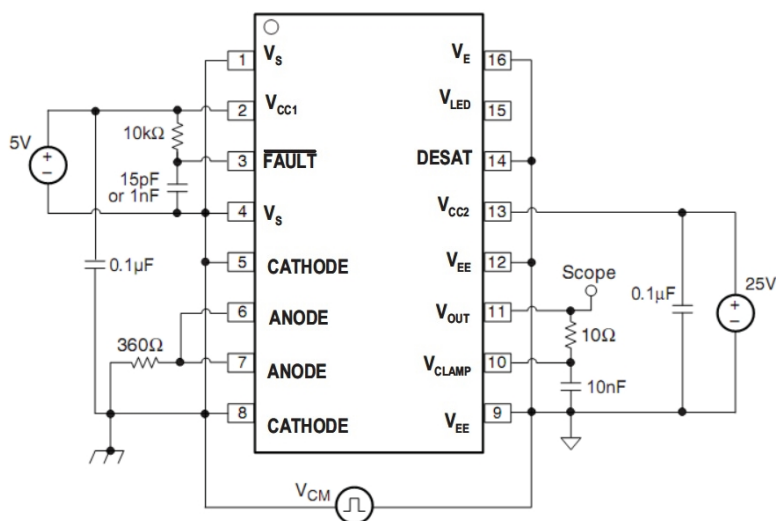 1 V_S V_E 16
2 V_CC1 V_LED 15
10kΩ
5V
+
−
3 FAULT DESAT 14
15pF
or 1nF
4 V_S V_CC2 13
0.1µF
5 CATHODE V_EE 12
Scope
6 ANODE V_OUT 11
0.1µF
25V
+
−
10Ω
360Ω
7 ANODE V_CLAMP 10
10nF
8 CATHODE V_EE 9
V_CM